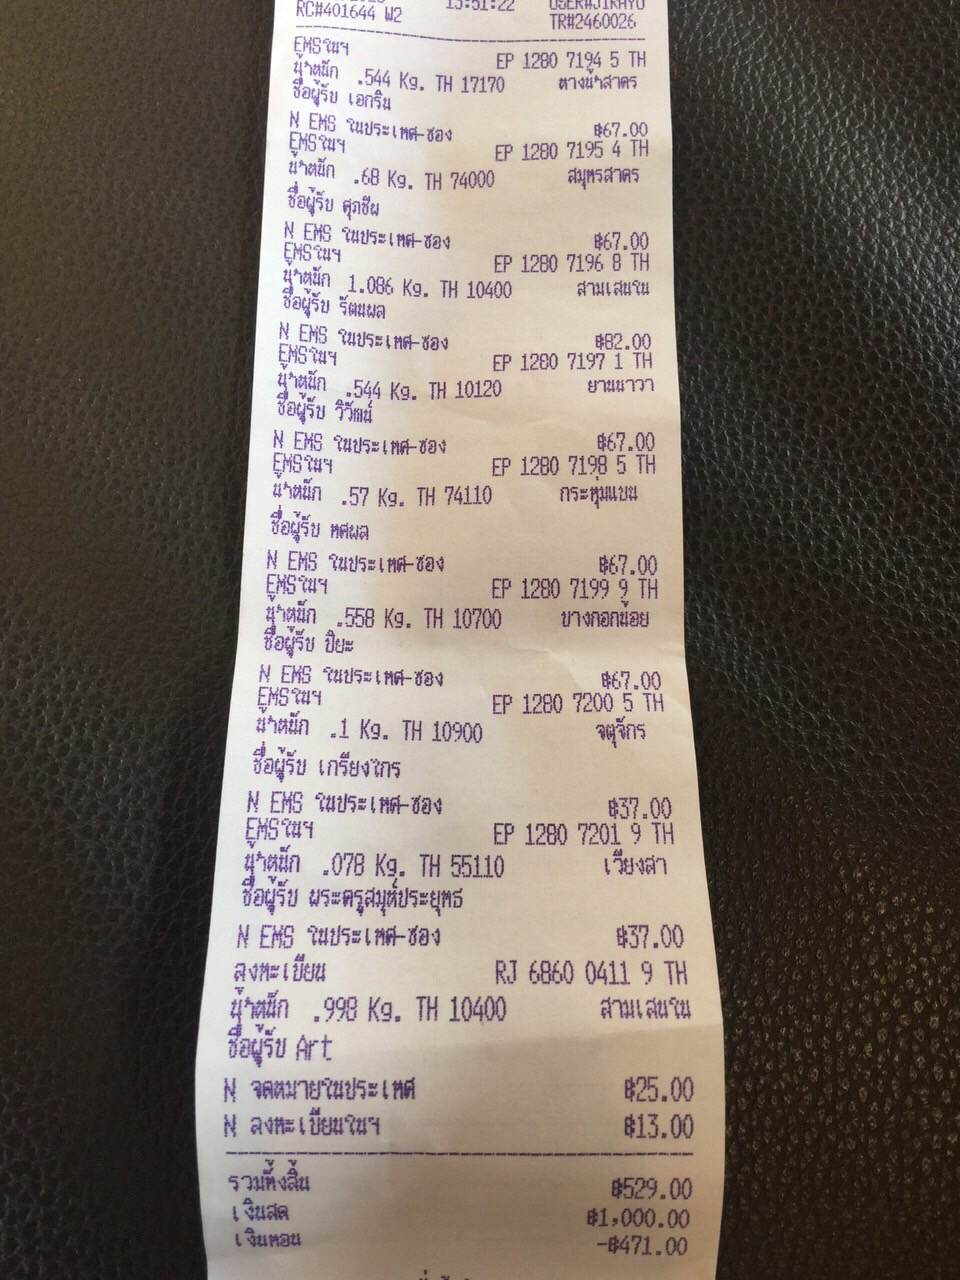 RC#401644 W2 13:51:22 USER#JIRAYU
TR#2460026
EMSในฯ EP 1280 7194 5 TH
น้ำหนัก .544 Kg. TH 17170 หางน้ำสาคร
ชื่อผู้รับ เอกริน
N EMS ในประเทศ-ซอง ฿67.00
EMSในฯ EP 1280 7195 4 TH
น้ำหนัก .68 Kg. TH 74000 สมุทรสาคร
ชื่อผู้รับ ศุภชีพ
N EMS ในประเทศ-ซอง ฿67.00
EMSในฯ EP 1280 7196 8 TH
น้ำหนัก 1.086 Kg. TH 10400 สามเสนใน
ชื่อผู้รับ รัตนผล
N EMS ในประเทศ-ซอง ฿82.00
EMSในฯ EP 1280 7197 1 TH
น้ำหนัก .544 Kg. TH 10120 ยานนาวา
ชื่อผู้รับ วิวัฒน์
N EMS ในประเทศ-ซอง ฿67.00
EMSในฯ EP 1280 7198 5 TH
น้ำหนัก .57 Kg. TH 74110 กระทุ่มแบน
ชื่อผู้รับ ทศผล
N EMS ในประเทศ-ซอง ฿67.00
EMSในฯ EP 1280 7199 9 TH
น้ำหนัก .558 Kg. TH 10700 บางกอกน้อย
ชื่อผู้รับ ปิยะ
N EMS ในประเทศ-ซอง ฿67.00
EMSในฯ EP 1280 7200 5 TH
น้ำหนัก .1 Kg. TH 10900 จตุจักร
ชื่อผู้รับ เกรียงไกร
N EMS ในประเทศ-ซอง ฿37.00
EMSในฯ EP 1280 7201 9 TH
น้ำหนัก .078 Kg. TH 55110 เวียงสา
ชื่อผู้รับ พระครูสมุห์ประยุทธ
N EMS ในประเทศ-ซอง ฿37.00
ลงทะเบียน RJ 6860 0411 9 TH
น้ำหนัก .998 Kg. TH 10400 สามเสนใน
ชื่อผู้รับ Art
N จดหมายในประเทศ ฿25.00
N ลงทะเบียนในฯ ฿13.00
รวมทั้งสิ้น ฿529.00
เงินสด ฿1,000.00
เงินทอน -฿471.00